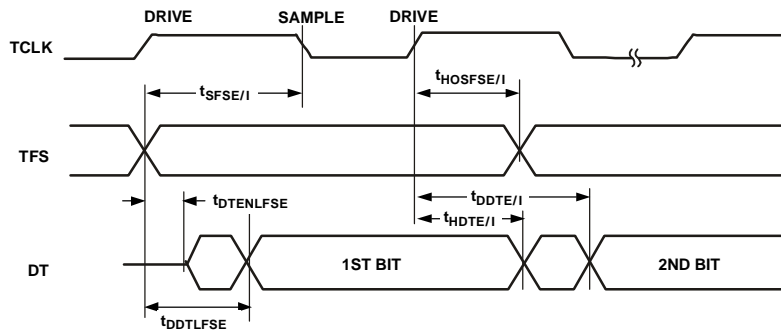 DRIVE SAMPLE DRIVE
TCLK
tSFSE/I
tHOSFSE/I
TFS
tDDTE/I
tDTENLFSE
tHDTE/I
DT
1ST BIT
2ND BIT
tDDTLFSE